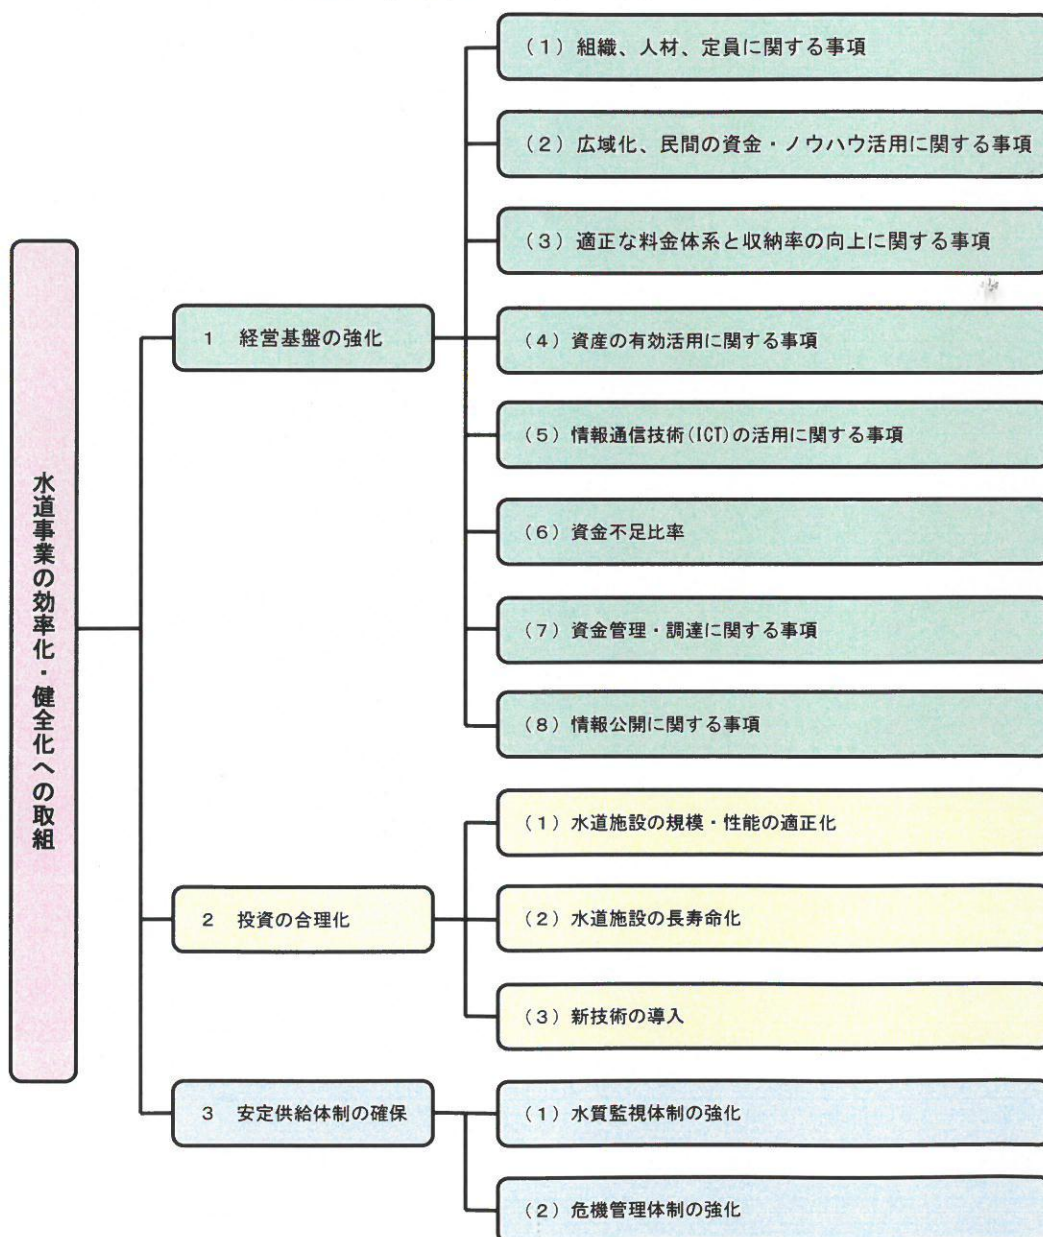 水道事業の効率化・健全化への取組
1 経営基盤の強化
(1)組織、人材、定員に関する事項
(2)広域化、民間の資金・ノウハウ活用に関する事項
(3)適正な料金体系と収納率の向上に関する事項
(4)資産の有効活用に関する事項
(5)情報通信技術(ICT)の活用に関する事項
(6)資金不足比率
(7)資金管理・調達に関する事項
(8)情報公開に関する事項
2 投資の合理化
(1)水道施設の規模・性能の適正化
(2)水道施設の長寿命化
(3)新技術の導入
3 安定供給体制の確保
(1)水質監視体制の強化
(2)危機管理体制の強化